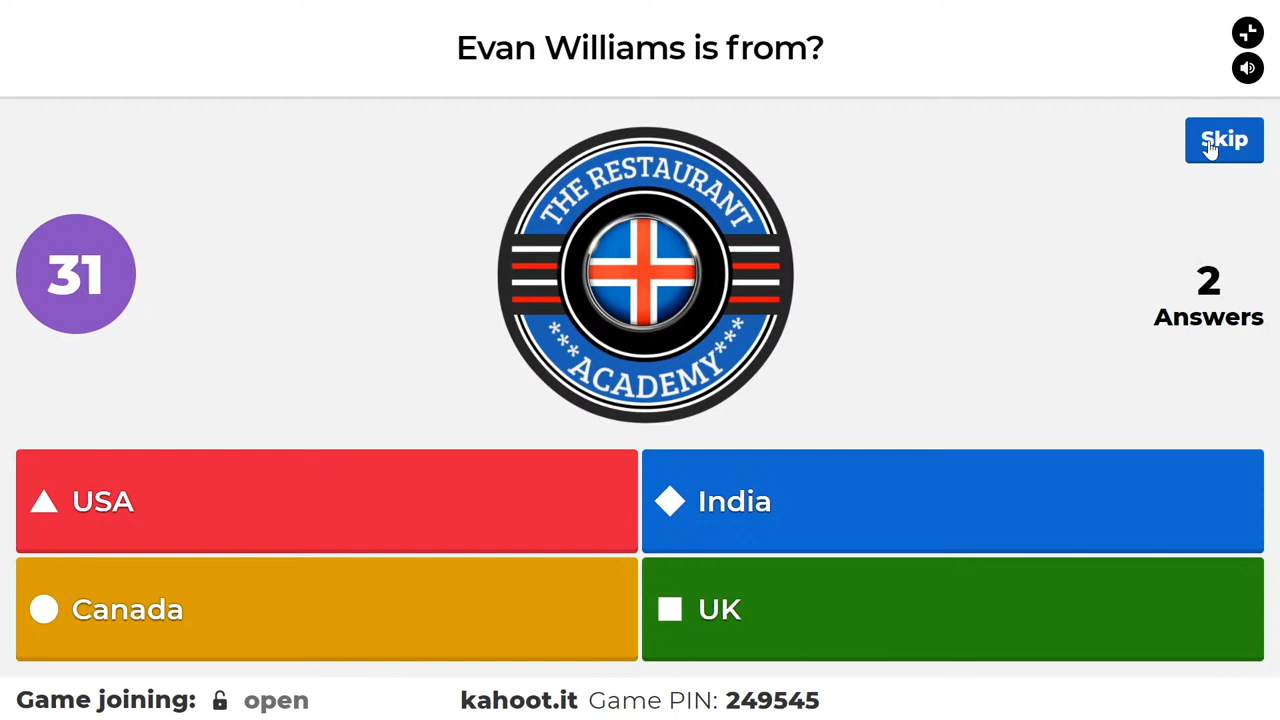 Evan Williams is from?
Skip
THE RESTAURANT
***ACADEMY***
31
2
Answers
USA
India
Canada
UK
Game joining: open
kahoot.it Game PIN: 249545